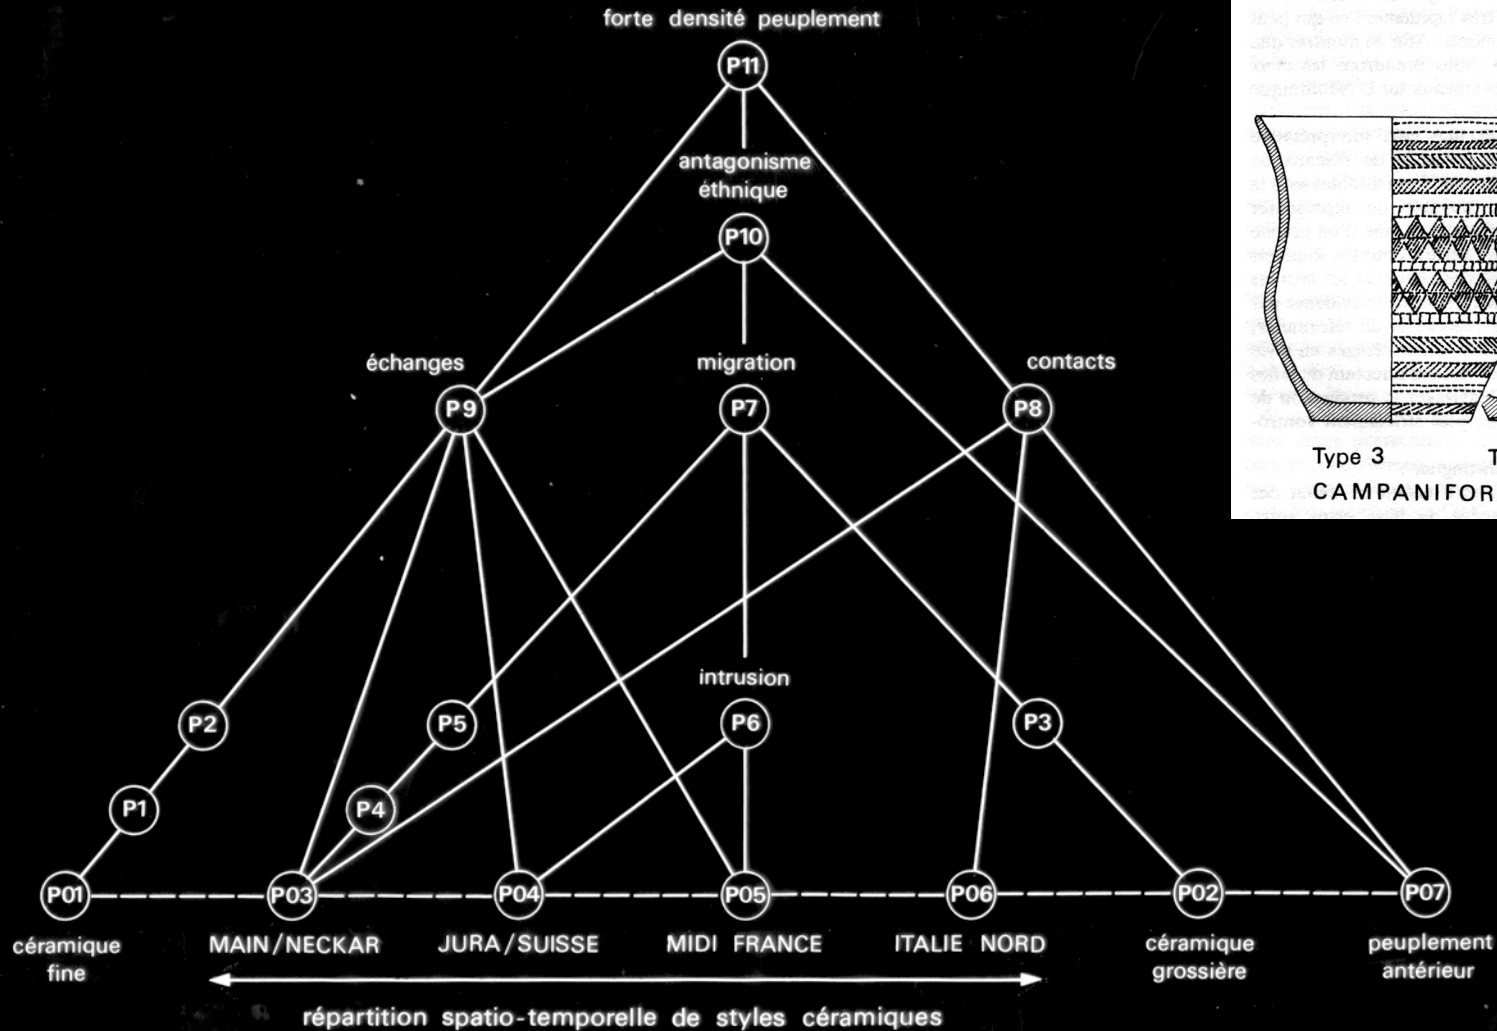 forte densité peuplement
P11
antagonisme
éthnique
P10
échanges
migration
contacts
P9
P7
P8
intrusion
P2
P5
P6
P3
P1
P4
P01
P03
P04
P05
P06
P02
P07
céramique
fine
MAIN/NECKAR
JURA/SUISSE
MIDI FRANCE
ITALIE NORD
céramique
grossière
peuplement
antérieur
répartition spatio-temporelle de styles céramiques
Type 3
CAMPANIFOR